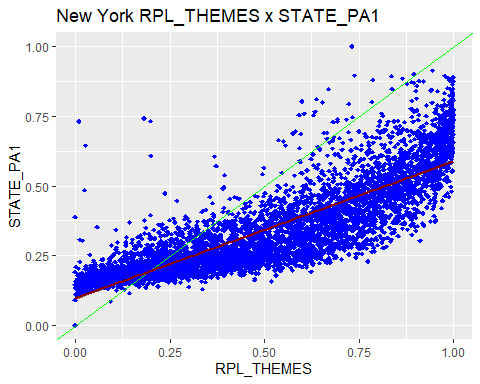 New York RPL_THEMES x STATE_PA1
1.00
0.75
0.50
0.25
0.00
STATE_PA1
0.00 0.25 0.50 0.75 1.00
RPL_THEMES